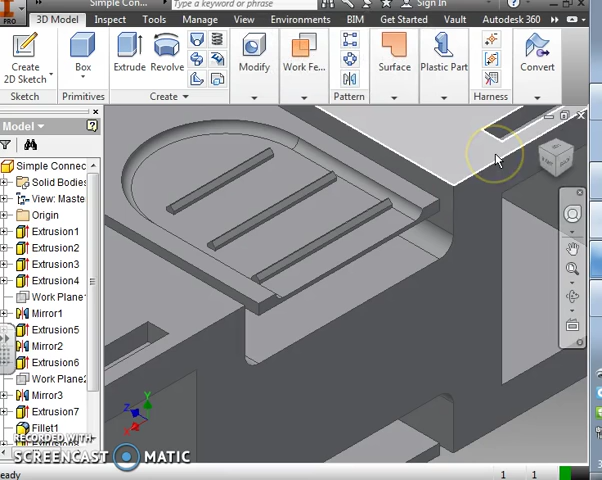 Simple Con...
Type a keyword or phrase
Sign In
PRO
3D Model Inspect Tools Manage View Environments BIM Get Started Vault Autodesk 360
Create
2D Sketch
Box
Extrude
Revolve
Modify
Work Fe...
Surface
Plastic Part
Convert
Sketch
Primitives
Create
Pattern
Harness
Model
Simple Connec
Solid Bodies
View: Maste
Origin
Extrusion1
Extrusion2
Extrusion3
Extrusion4
Work Plane1
Mirror1
Extrusion5
Mirror2
Extrusion6
Work Plane2
Mirror3
Extrusion7
Fillet1
Y
Z
X
RECORDED WITH
SCREENCAST MATIC
eady
1 1